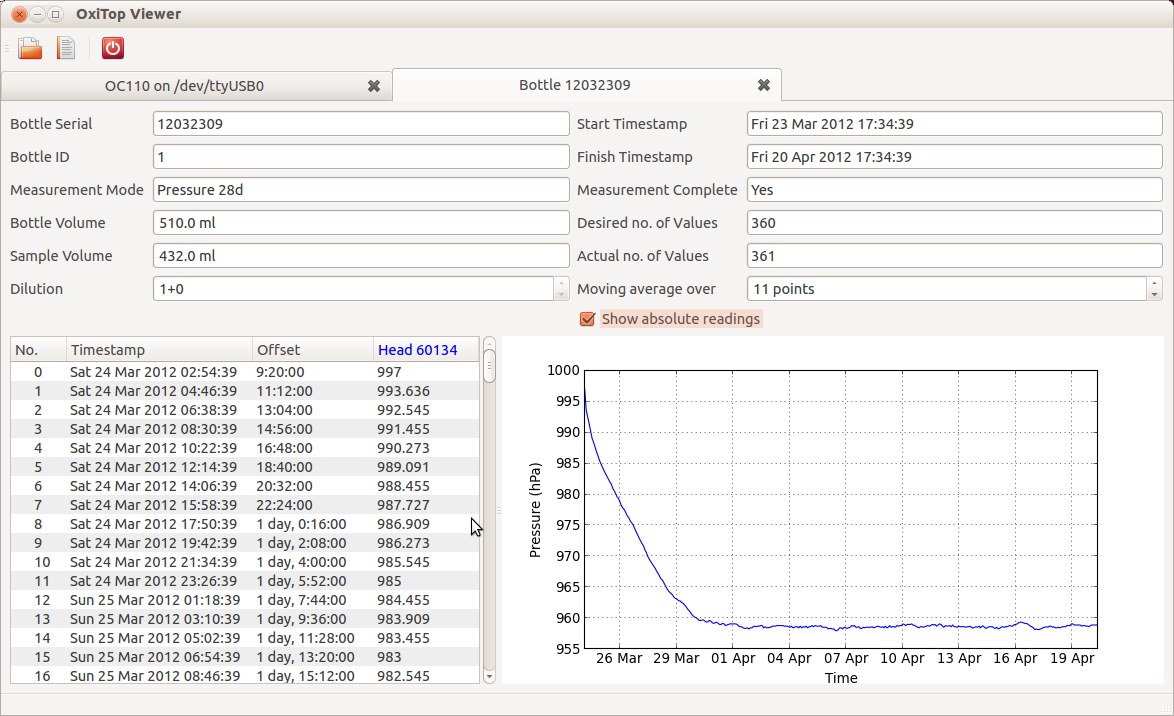 OxiTop Viewer
OC110 on /dev/ttyUSB0 Bottle 12032309
Bottle Serial 12032309 Start Timestamp Fri 23 Mar 2012 17:34:39
Bottle ID 1 Finish Timestamp Fri 20 Apr 2012 17:34:39
Measurement Mode Pressure 28d Measurement Complete Yes
Bottle Volume 510.0 ml Desired no. of Values 360
Sample Volume 432.0 ml Actual no. of Values 361
Dilution 1+0 Moving average over 11 points
Show absolute readings
No. Timestamp Offset Head 60134
0 Sat 24 Mar 2012 02:54:39 9:20:00 997
1 Sat 24 Mar 2012 04:46:39 11:12:00 993.636
2 Sat 24 Mar 2012 06:38:39 13:04:00 992.545
3 Sat 24 Mar 2012 08:30:39 14:56:00 991.455
4 Sat 24 Mar 2012 10:22:39 16:48:00 990.273
5 Sat 24 Mar 2012 12:14:39 18:40:00 989.091
6 Sat 24 Mar 2012 14:06:39 20:32:00 988.455
7 Sat 24 Mar 2012 15:58:39 22:24:00 987.727
8 Sat 24 Mar 2012 17:50:39 1 day, 0:16:00 986.909
9 Sat 24 Mar 2012 19:42:39 1 day, 2:08:00 986.273
10 Sat 24 Mar 2012 21:34:39 1 day, 4:00:00 985.545
11 Sat 24 Mar 2012 23:26:39 1 day, 5:52:00 985
12 Sun 25 Mar 2012 01:18:39 1 day, 7:44:00 984.455
13 Sun 25 Mar 2012 03:10:39 1 day, 9:36:00 983.909
14 Sun 25 Mar 2012 05:02:39 1 day, 11:28:00 983.455
15 Sun 25 Mar 2012 06:54:39 1 day, 13:20:00 983
16 Sun 25 Mar 2012 08:46:39 1 day, 15:12:00 982.545
1000
995
990
985
980
975
970
965
960
955
Pressure (hPa)
26 Mar 29 Mar 01 Apr 04 Apr 07 Apr 10 Apr 13 Apr 16 Apr 19 Apr
Time